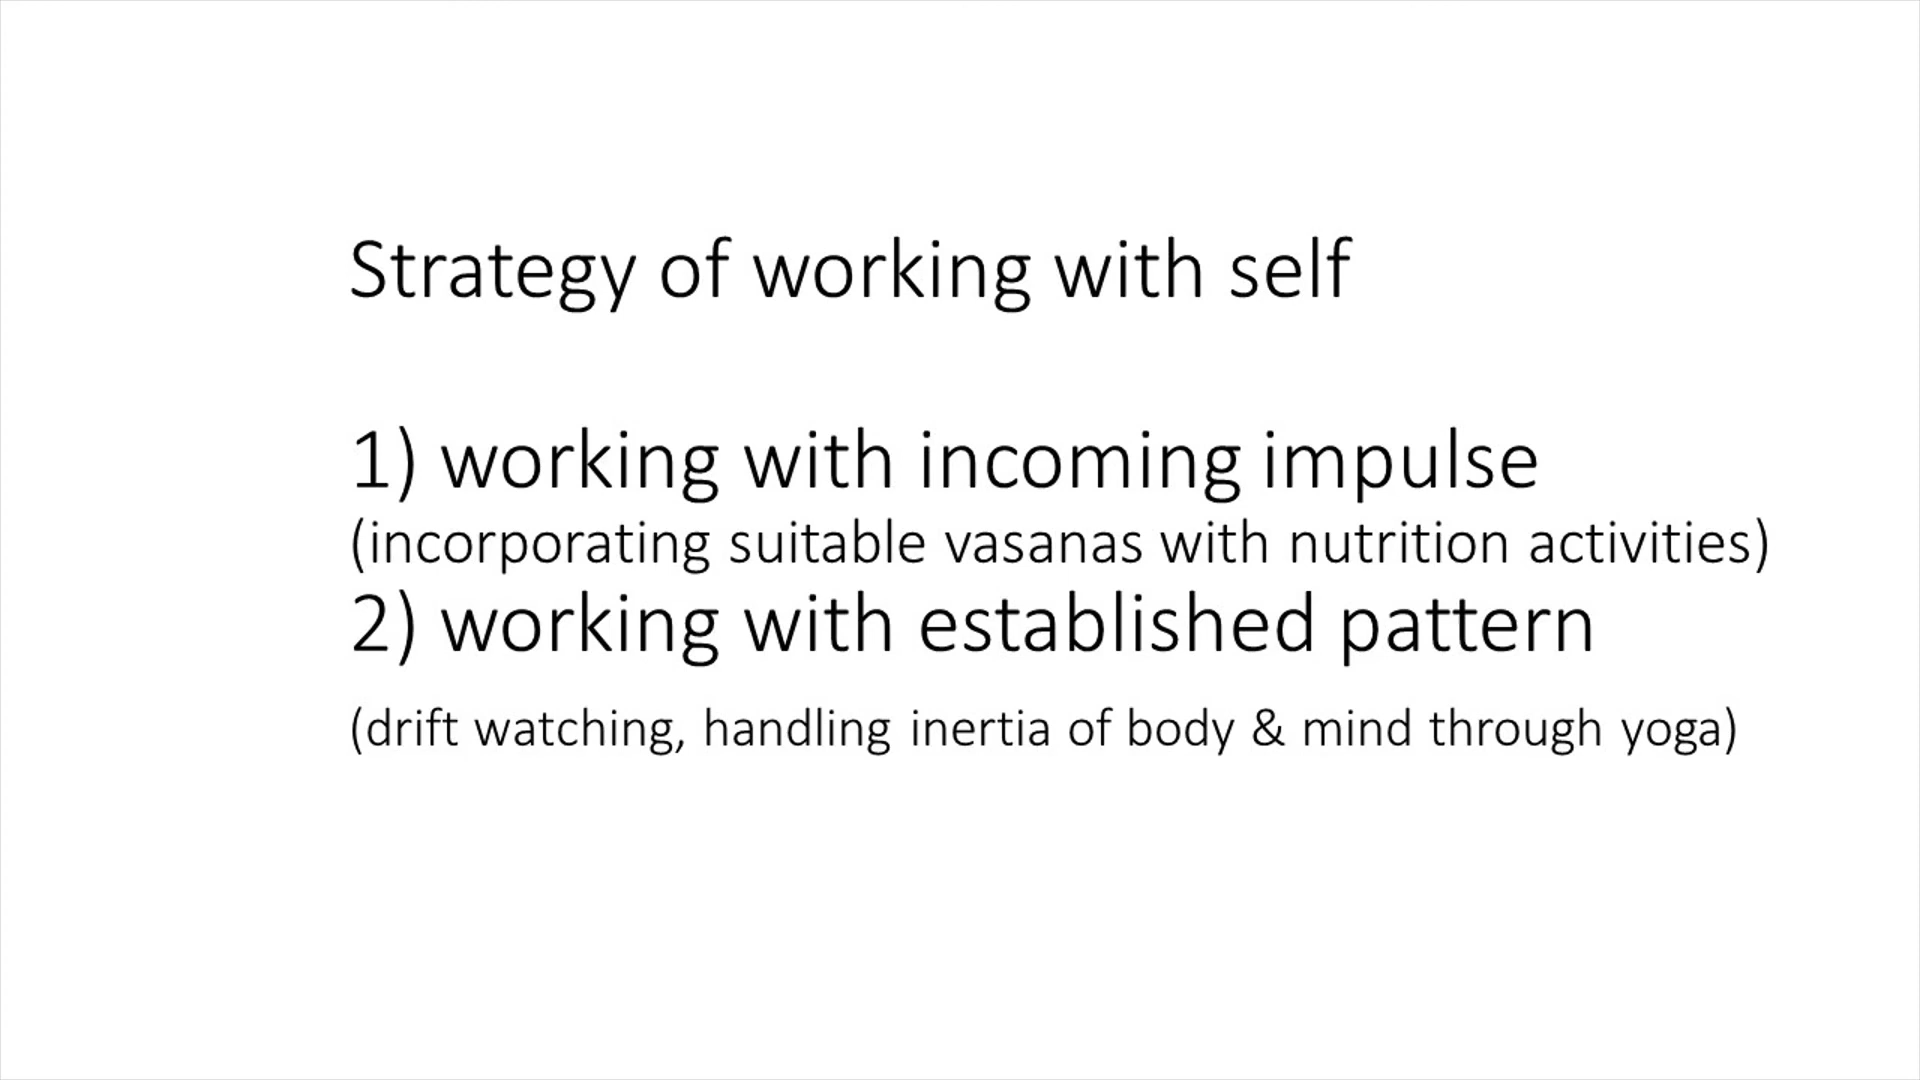 Strategy of working with self
1) working with incoming impulse
(incorporating suitable vasanas with nutrition activities)
2) working with established pattern
(drift watching, handling inertia of body & mind through yoga)